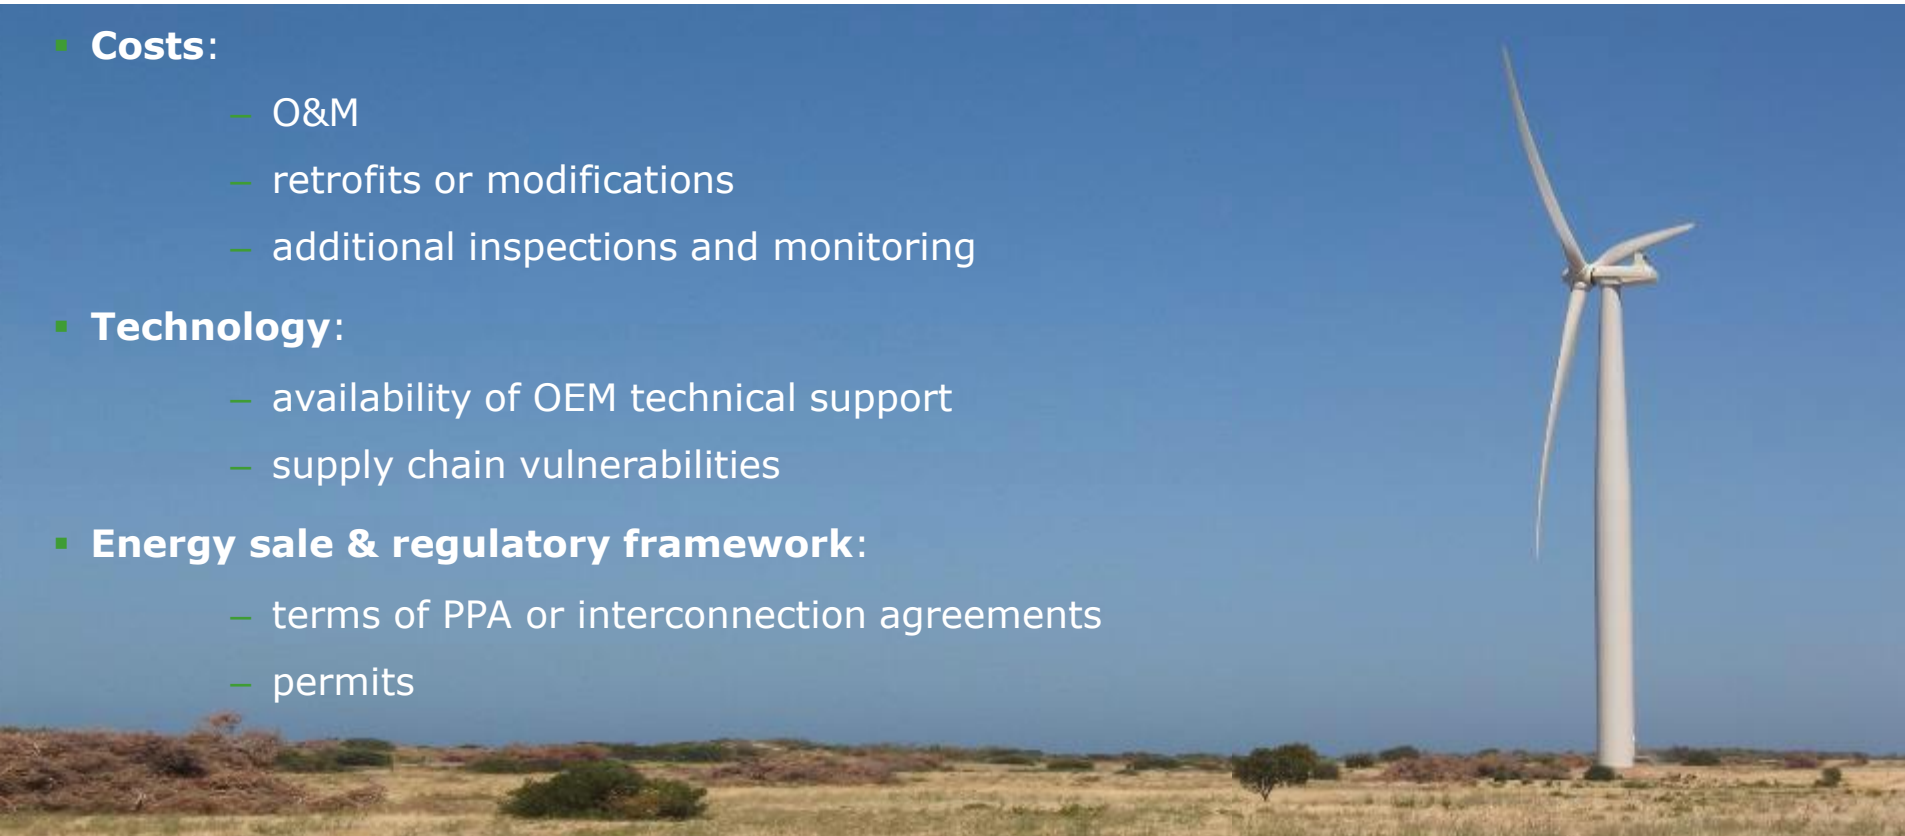 Costs:
– O&M
– retrofits or modifications
– additional inspections and monitoring
Technology:
– availability of OEM technical support
– supply chain vulnerabilities
Energy sale & regulatory framework:
– terms of PPA or interconnection agreements
– permits